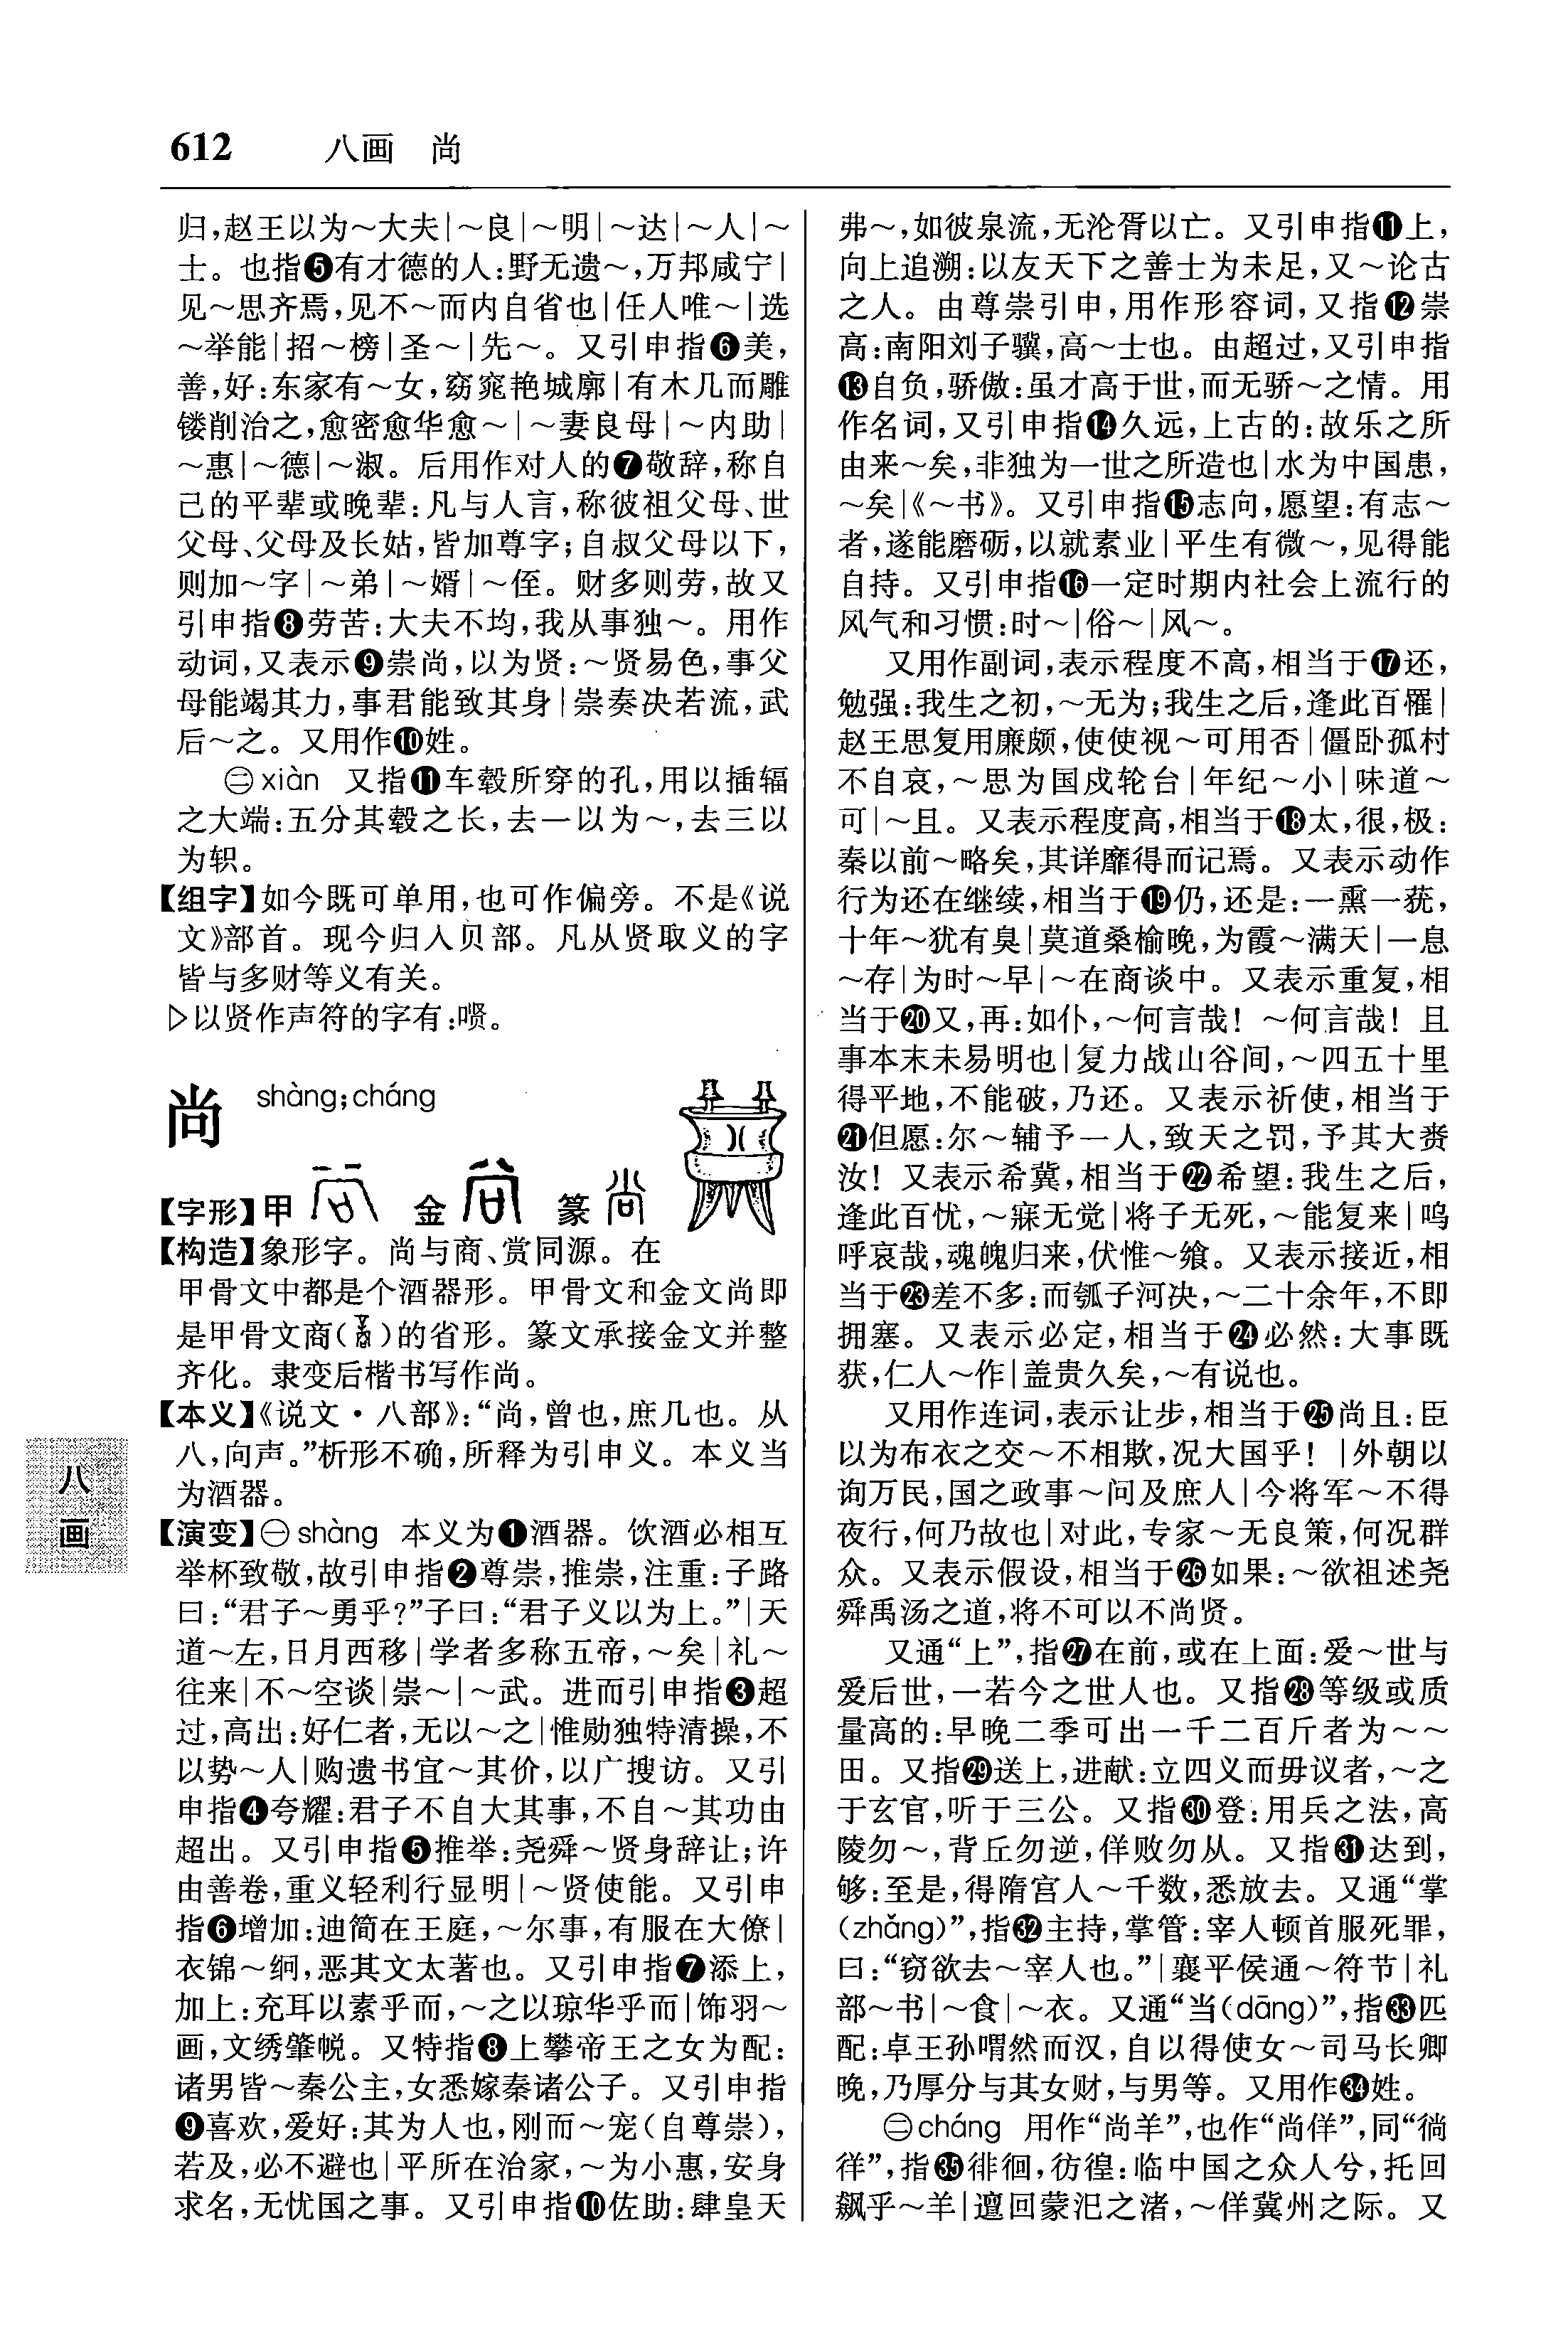 612 八画 尚
归,赵王以为～大夫|～良|～明|～达|～人|～
士。也指❺有才德的人:野无遗～,万邦咸宁|
见～思齐焉,见不～而内自省也|任人唯～|选
～举能|招～榜|圣～|先～。又引申指❻美,
善,好:东家有～女,窈窕艳城廓|有木几而雕
镂削治之,愈密愈华愈～|～妻良母|～内助|
～惠|～德|～淑。后用作对人的❼敬辞,称自
己的平辈或晚辈:凡与人言,称彼祖父母、世
父母、父母及长姑,皆加尊字;自叔父母以下,
则加～字|～弟|～婿|～侄。财多则劳,故又
引申指❽劳苦:大夫不均,我从事独～。用作
动词,又表示❾崇尚,以为贤:～贤易色,事父
母能竭其力,事君能致其身|崇奏决若流,武
后～之。又用作❿姓。
㊁xiàn 又指⓫车毂所穿的孔,用以插辐
之大端:五分其毂之长,去一以为～,去三以
为轵。
【组字】如今既可单用,也可作偏旁。不是《说
文》部首。现今归入贝部。凡从贤取义的字
皆与多财等义有关。
▷以贤作声符的字有:赒。
尚 shàng;cháng
【字形】甲 金 篆
【构造】象形字。尚与商、赏同源。在
甲骨文中都是个酒器形。甲骨文和金文尚即
是甲骨文商()的省形。篆文承接金文并整
齐化。隶变后楷书写作尚。
【本义】《说文·八部》:“尚,曾也,庶几也。从
八,向声。”析形不确,所释为引申义。本义当
为酒器。
【演变】㊀shàng 本义为❶酒器。饮酒必相互
举杯致敬,故引申指❷尊崇,推崇,注重:子路
曰:“君子～勇乎?”子曰:“君子义以为上。”|天
道～左,日月西移|学者多称五帝,～矣|礼～
往来|不～空谈|崇～|～武。进而引申指❸超
过,高出:好仁者,无以～之|惟勋独特清操,不
以势～人|购遗书宜～其价,以广搜访。又引
申指❹夸耀:君子不自大其事,不自～其功由
超出。又引申指❺推举:尧舜～贤身辞让;许
由善卷,重义轻利行显明|～贤使能。又引申
指❻增加:迪简在王庭,～尔事,有服在大僚|
衣锦～䌹,恶其文太著也。又引申指❼添上,
加上:充耳以素乎而,～之以琼华乎而|饰羽～
画,文绣鞶帨。又特指❽上攀帝王之女为配:
诸男皆～秦公主,女悉嫁秦诸公子。又引申指
❾喜欢,爱好:其为人也,刚而～宠(自尊崇),
若及,必不避也|平所在治家,～为小惠,安身
求名,无忧国之事。又引申指❿佐助:肆皇天
弗～,如彼泉流,无沦胥以亡。又引申指⓫上,
向上追溯:以友天下之善士为未足,又～论古
之人。由尊崇引申,用作形容词,又指⓬崇
高:南阳刘子骥,高～士也。由超过,又引申指
⓭自负,骄傲:虽才高于世,而无骄～之情。用
作名词,又引申指⓮久远,上古的:故乐之所
由来～矣,非独为一世之所造也|水为中国患,
～矣|《～书》。又引申指⓯志向,愿望:有志～
者,遂能磨砺,以就素业|平生有微～,见得能
自持。又引申指⓰一定时期内社会上流行的
风气和习惯:时～|俗～|风～。
又用作副词,表示程度不高,相当于⓱还,
勉强:我生之初,～无为;我生之后,逢此百罹|
赵王思复用廉颇,使使视～可用否|僵卧孤村
不自哀,～思为国戍轮台|年纪～小|味道～
可|～且。又表示程度高,相当于⓲太,很,极:
秦以前～略矣,其详靡得而记焉。又表示动作
行为还在继续,相当于⓳仍,还是:一熏一莸,
十年～犹有臭|莫道桑榆晚,为霞～满天|一息
～存|为时～早|～在商谈中。又表示重复,相
当于⓴又,再:如仆,～何言哉!～何言哉!且
事本末未易明也|复力战山谷间,～四五十里
得平地,不能破,乃还。又表示祈使,相当于
㉑但愿:尔～辅予一人,致天之罚,予其大赉
汝!又表示希冀,相当于㉒希望:我生之后,
逢此百忧,～寐无觉|将子无死,～能复来|呜
呼哀哉,魂魄归来,伏惟～飨。又表示接近,相
当于㉓差不多:而瓠子河决,～二十余年,不即
拥塞。又表示必定,相当于㉔必然:大事既
获,仁人～作|盖贵久矣,～有说也。
又用作连词,表示让步,相当于㉕尚且:臣
以为布衣之交～不相欺,况大国乎!|外朝以
询万民,国之政事～问及庶人|今将军～不得
夜行,何乃故也|对此,专家～无良策,何况群
众。又表示假设,相当于㉖如果:～欲祖述尧
舜禹汤之道,将不可以不尚贤。
又通“上”,指㉗在前,或在上面:爱～世与
爱后世,一若今之世人也。又指㉘等级或质
量高的:早晚二季可出一千二百斤者为～～
田。又指㉙送上,进献:立四义而毋议者,～之
于玄官,听于三公。又指㉚登:用兵之法,高
陵勿～,背丘勿逆,佯败勿从。又指㉛达到,
够:至是,得隋宫人～千数,悉放去。又通“掌
(zhǎng)”,指㉜主持,掌管:宰人顿首服死罪,
曰:“窃欲去～宰人也。”|襄平侯通～符节|礼
部～书|～食|～衣。又通“当(dāng)”,指㉝匹
配:卓王孙喟然而汉,自以得使女～司马长卿
晚,乃厚分与其女财,与男等。又用作㉞姓。
㊁cháng 用作“尚羊”,也作“尚佯”,同“徜
徉”,指㉟徘徊,彷徨:临中国之众人兮,托回
飙乎～羊|邅回蒙汜之渚,～佯冀州之际。又
八
画